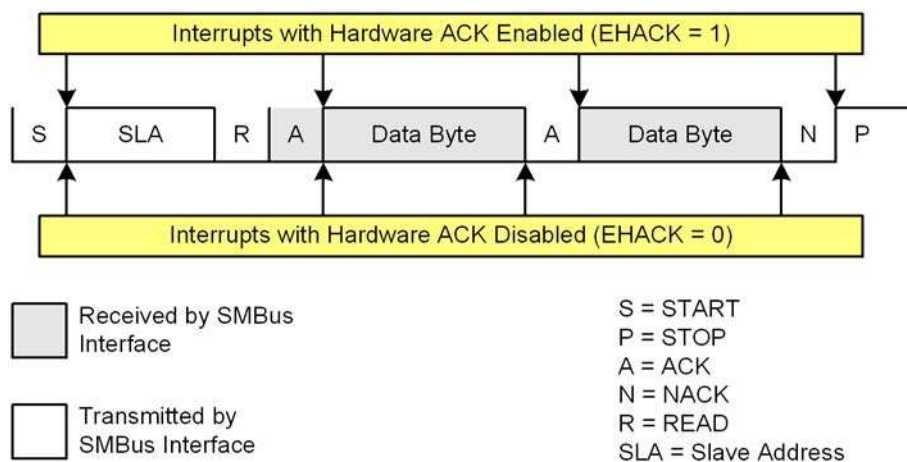 Interrupts with Hardware ACK Enabled (EHACK = 1)
S SLA R A Data Byte A Data Byte N P
Interrupts with Hardware ACK Disabled (EHACK = 0)
Received by SMBus
Interface
Transmitted by
SMBus Interface
S = START
P = STOP
A = ACK
N = NACK
R = READ
SLA = Slave Address